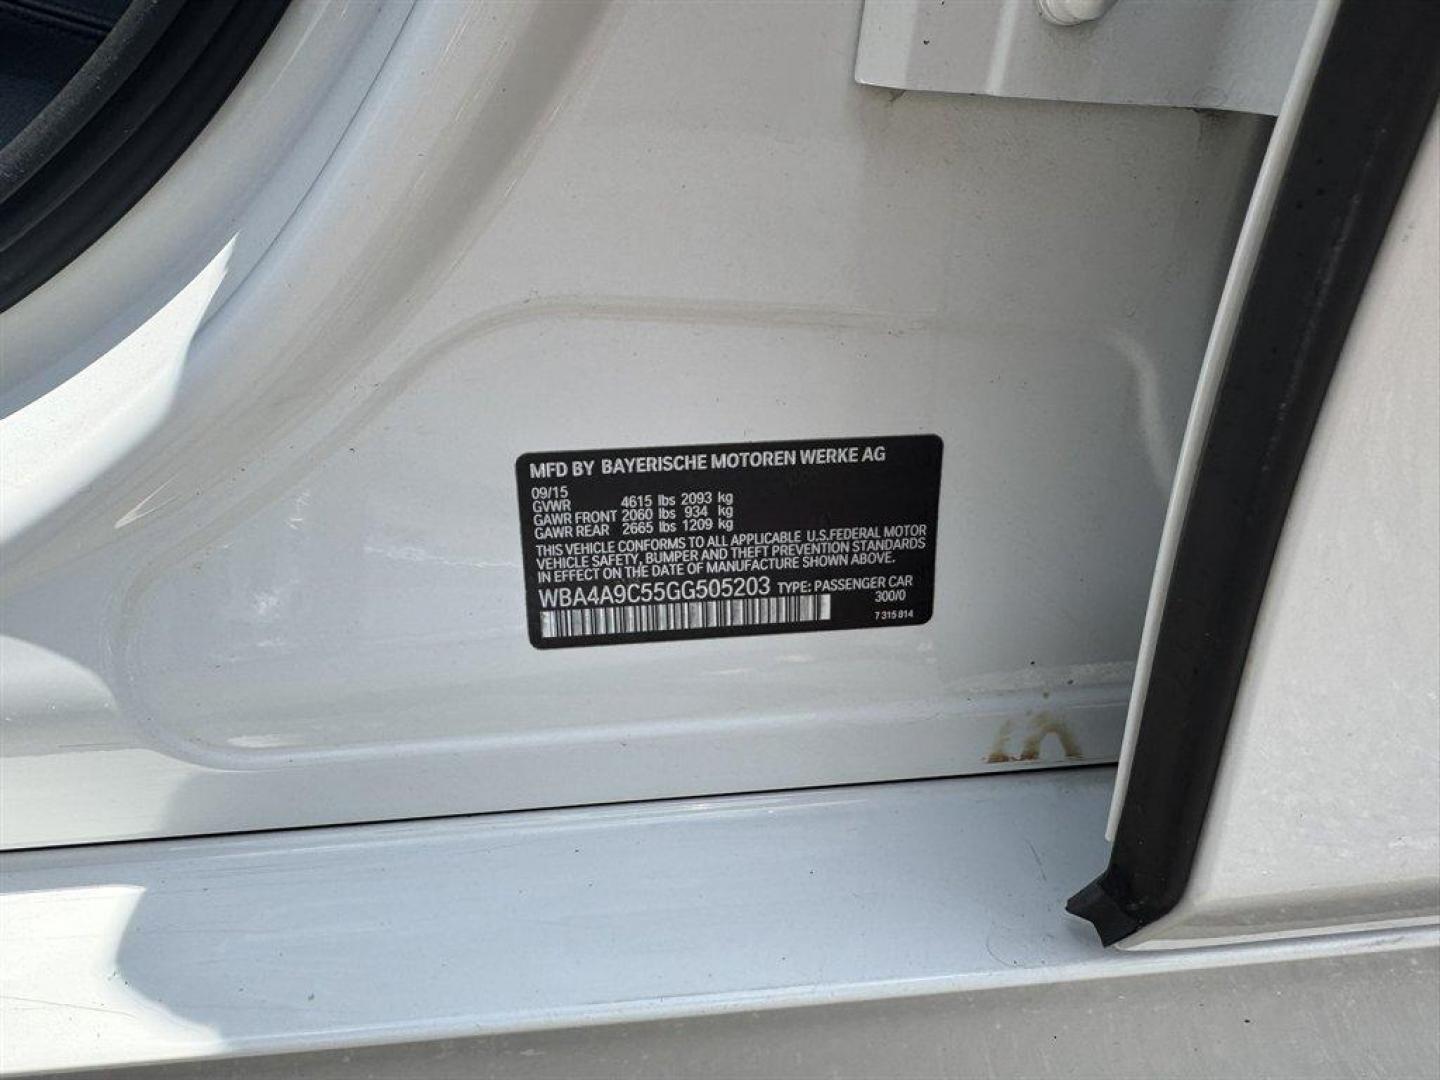 MFD BY BAYERISCHE MOTOREN WERKE AG
09/15
GVWR 4615 lbs 2093 kg
GAWR FRONT 2060 lbs 934 kg
GAWR REAR 2665 lbs 1209 kg
THIS VEHICLE CONFORMS TO ALL APPLICABLE U.S.FEDERAL MOTOR
VEHICLE SAFETY, BUMPER AND THEFT PREVENTION STANDARDS
IN EFFECT ON THE DATE OF MANUFACTURE SHOWN ABOVE.
WBA4A9C55GG505203 TYPE: PASSENGER CAR
300/0
7 315 814